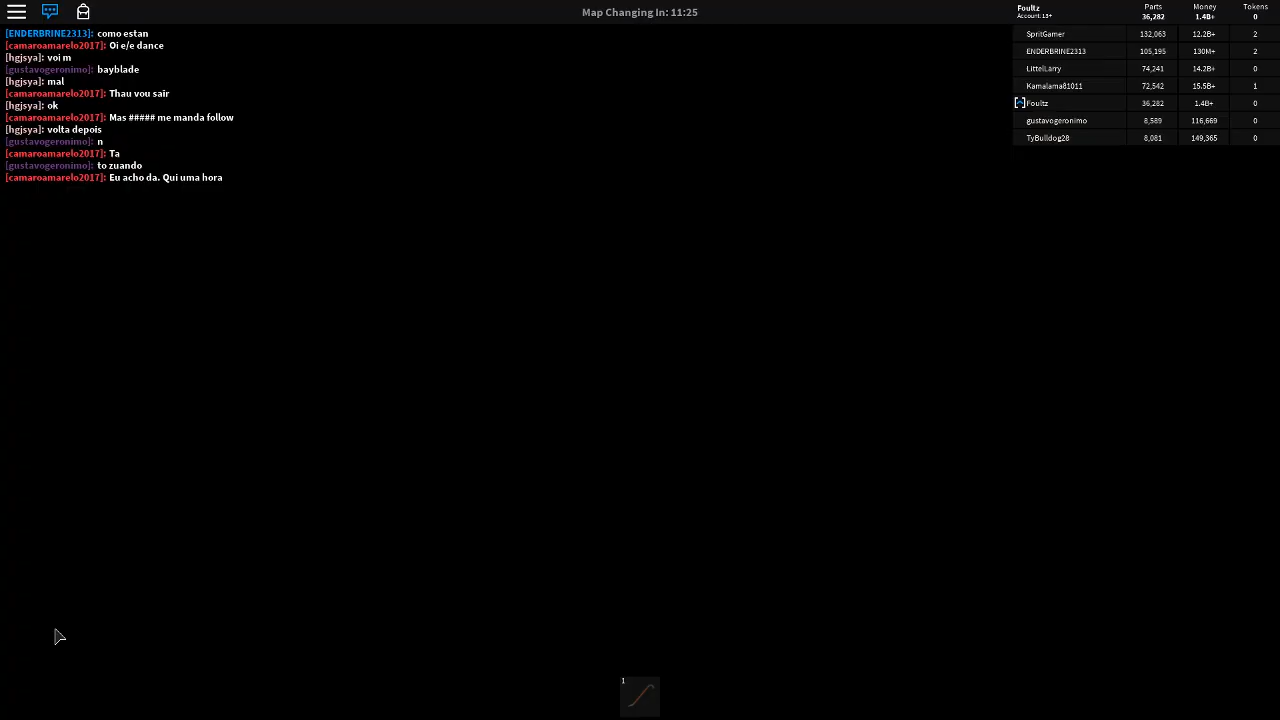 Map Changing In: 11:25
Foultz
Account: 13+
Parts
36,282
Money
1.4B+
Tokens
0
[ENDERBRINE2313]: como estan
[camaroamarelo2017]: Oi e/e dance
[hgjsya]: voi m
[gustavogeronimo]: bayblade
[hgjsya]: mal
[camaroamarelo2017]: Thau vou sair
[hgjsya]: ok
[camaroamarelo2017]: Mas ##### me manda follow
[hgjsya]: volta depois
[gustavogeronimo]: n
[camaroamarelo2017]: Ta
[gustavogeronimo]: to zuando
[camaroamarelo2017]: Eu acho da. Qui uma hora
SpritGamer 132,063 12.2B+ 2
ENDERBRINE2313 105,195 130M+ 2
LittelLarry 74,241 14.2B+ 0
Kamalama81011 72,542 15.5B+ 1
Foultz 36,282 1.4B+ 0
gustavogeronimo 8,589 116,669 0
TyBulldog28 8,081 149,365 0
1